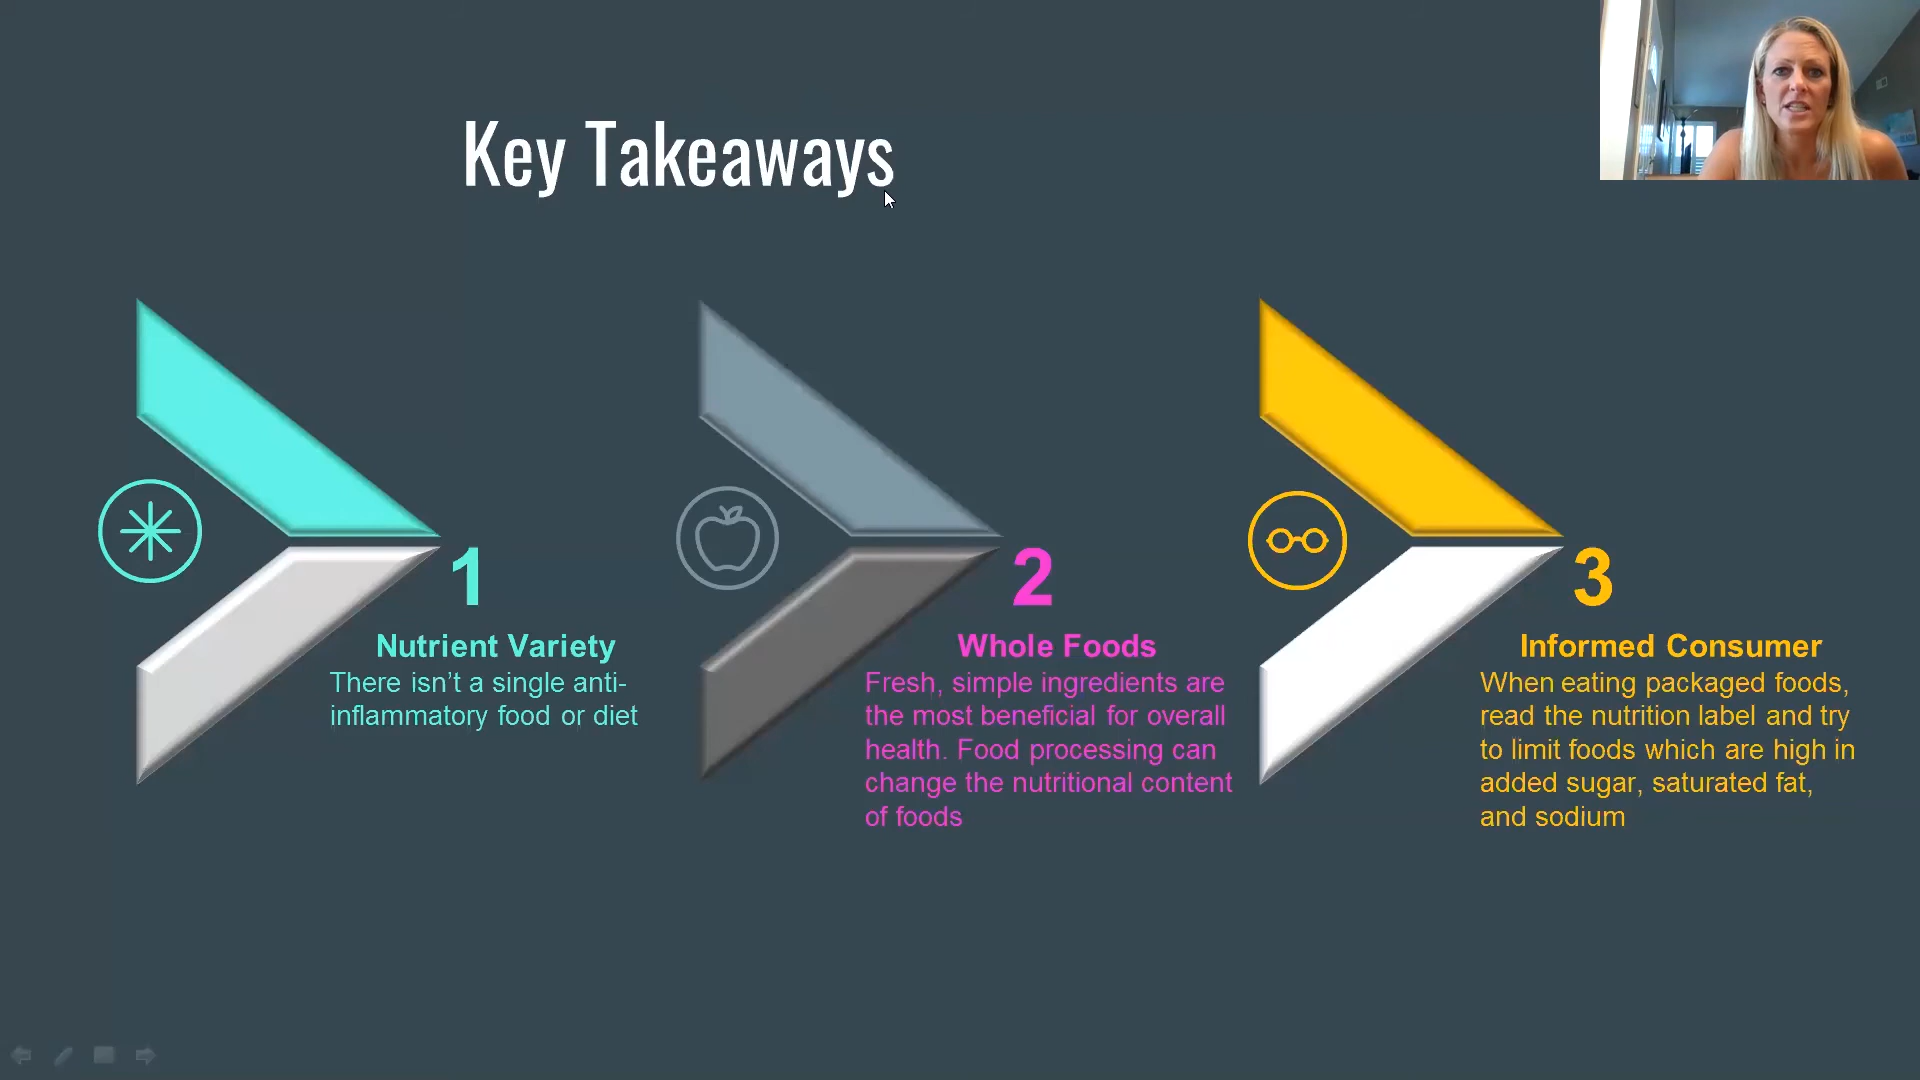 Key Takeaways
1
Nutrient Variety
There isn’t a single anti-
inflammatory food or diet
2
Whole Foods
Fresh, simple ingredients are
the most beneficial for overall
health. Food processing can
change the nutritional content
of foods
3
Informed Consumer
When eating packaged foods,
read the nutrition label and try
to limit foods which are high in
added sugar, saturated fat,
and sodium